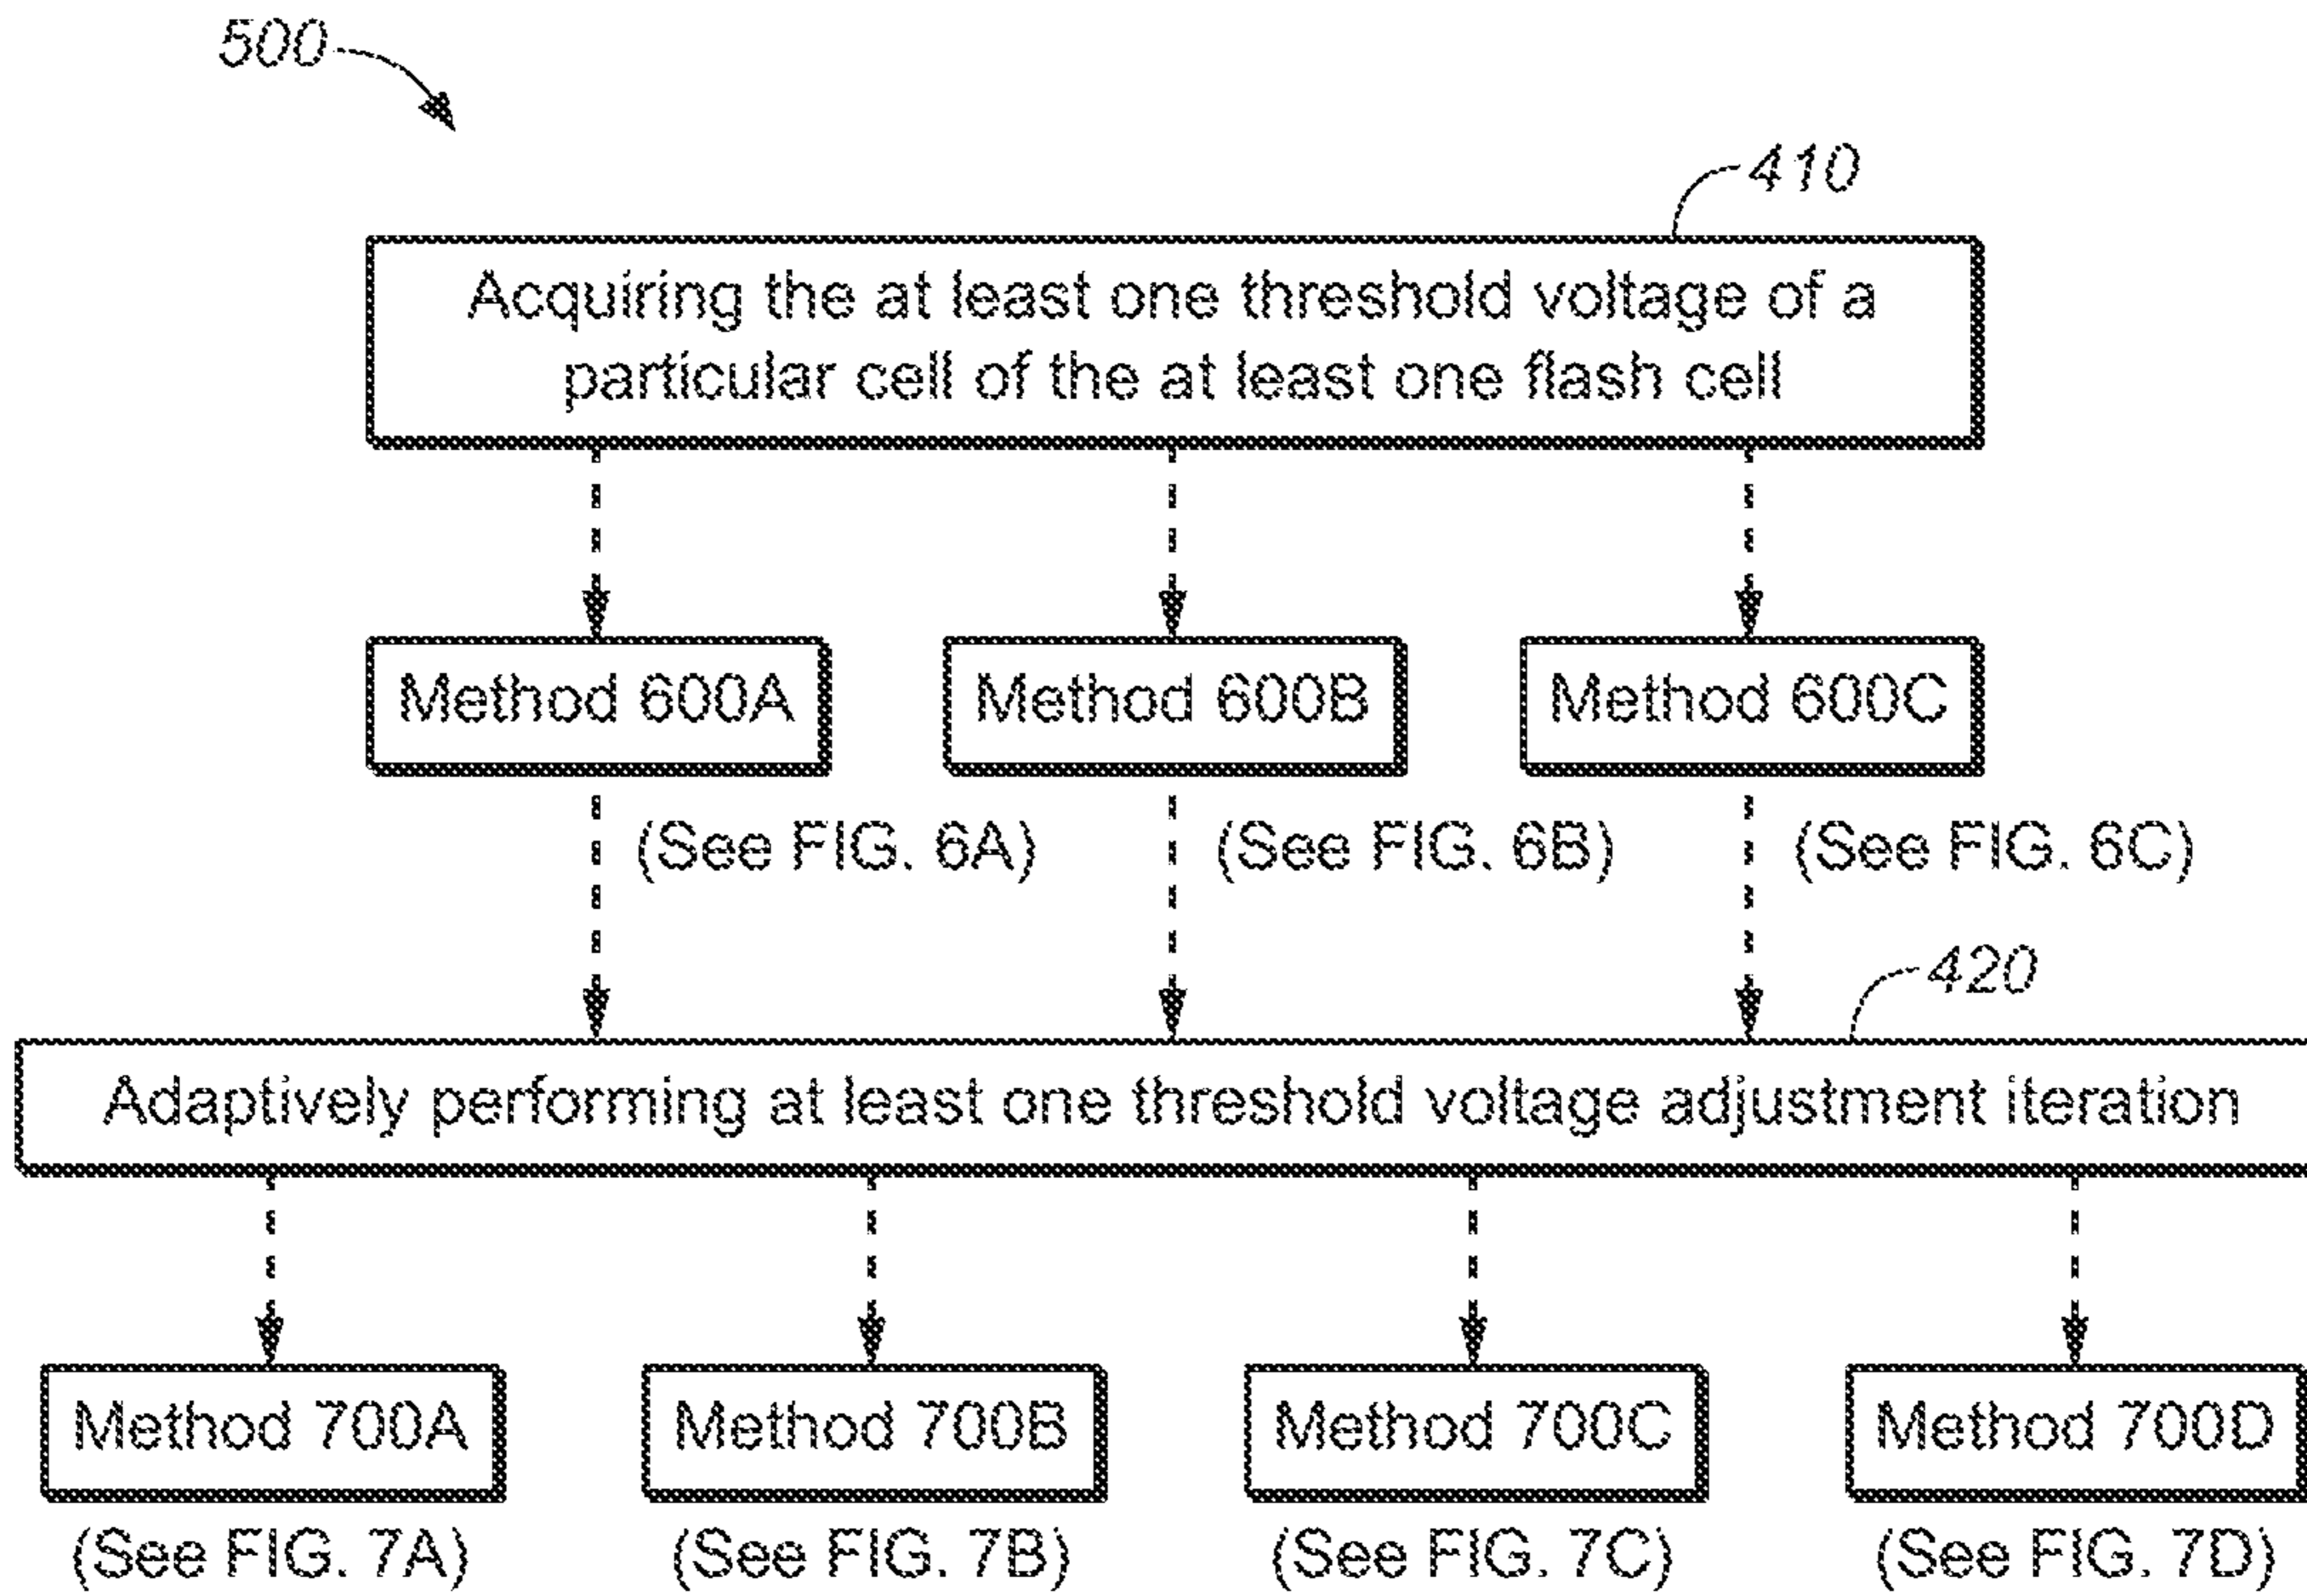 500
410
Acquiring the at least one threshold voltage of a
particular cell of the at least one flash cell
Method 600A
Method 600B
Method 600C
(See FIG. 6A)
(See FIG. 6B)
(See FIG. 6C)
420
Adaptively performing at least one threshold voltage adjustment iteration
Method 700A
Method 700B
Method 700C
Method 700D
(See FIG. 7A)
(See FIG. 7B)
(See FIG. 7C)
(See FIG. 7D)